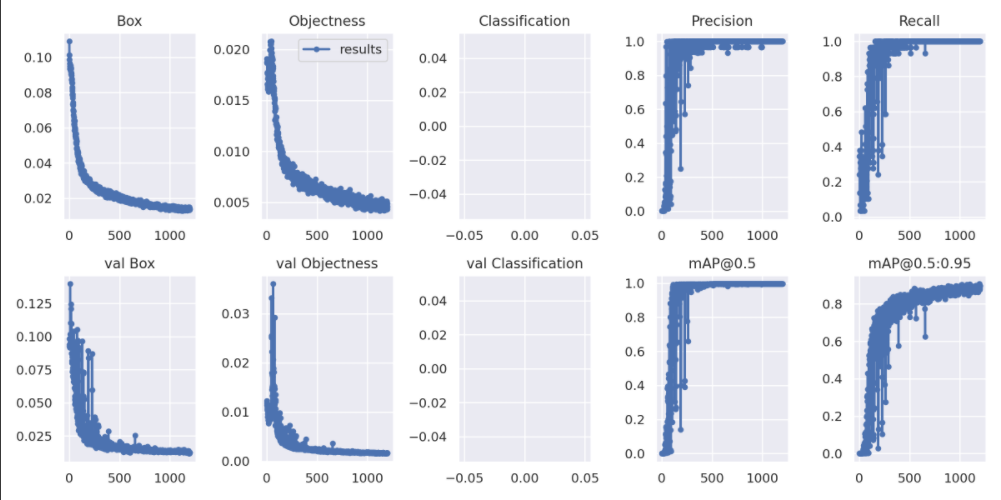 Box
Objectness
Classification
Precision
Recall
0.10
0.08
0.06
0.04
0.02
0 500 1000
results
0.020
0.015
0.010
0.005
0 500 1000
0.04
0.02
0.00
−0.02
−0.04
−0.05 0.00 0.05
1.0
0.8
0.6
0.4
0.2
0.0
0 500 1000
1.0
0.8
0.6
0.4
0.2
0.0
0 500 1000
val Box
val Objectness
val Classification
mAP@0.5
mAP@0.5:0.95
0.125
0.100
0.075
0.050
0.025
0 500 1000
0.03
0.02
0.01
0.00
0 500 1000
0.04
0.02
0.00
−0.02
−0.04
−0.05 0.00 0.05
1.0
0.8
0.6
0.4
0.2
0.0
0 500 1000
0.8
0.6
0.4
0.2
0.0
0 500 1000